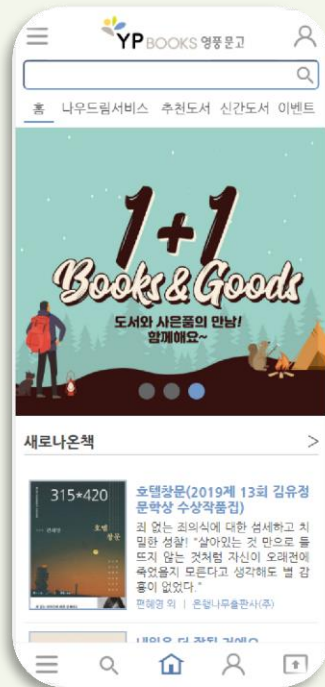 YP BOOKS 영풍문고
홈 나우드림서비스 추천도서 신간도서 이벤트
1+1
Books & Goods
도서와 사은품의 만남!
함께해요~
새로나온책 >
315*420
호텔창문
호텔창문(2019제 13회 김유정
문학상 수상작품집)
죄 없는 죄의식에 대한 섬세하고 치
밀한 성찰! "살아있는 것 만으로 들
뜨지 않는 것처럼 자신이 오래전에
죽었을지 모른다고 생각해도 별 감
흥이 없었다."
편혜영 외 | 은행나무출판사(주)